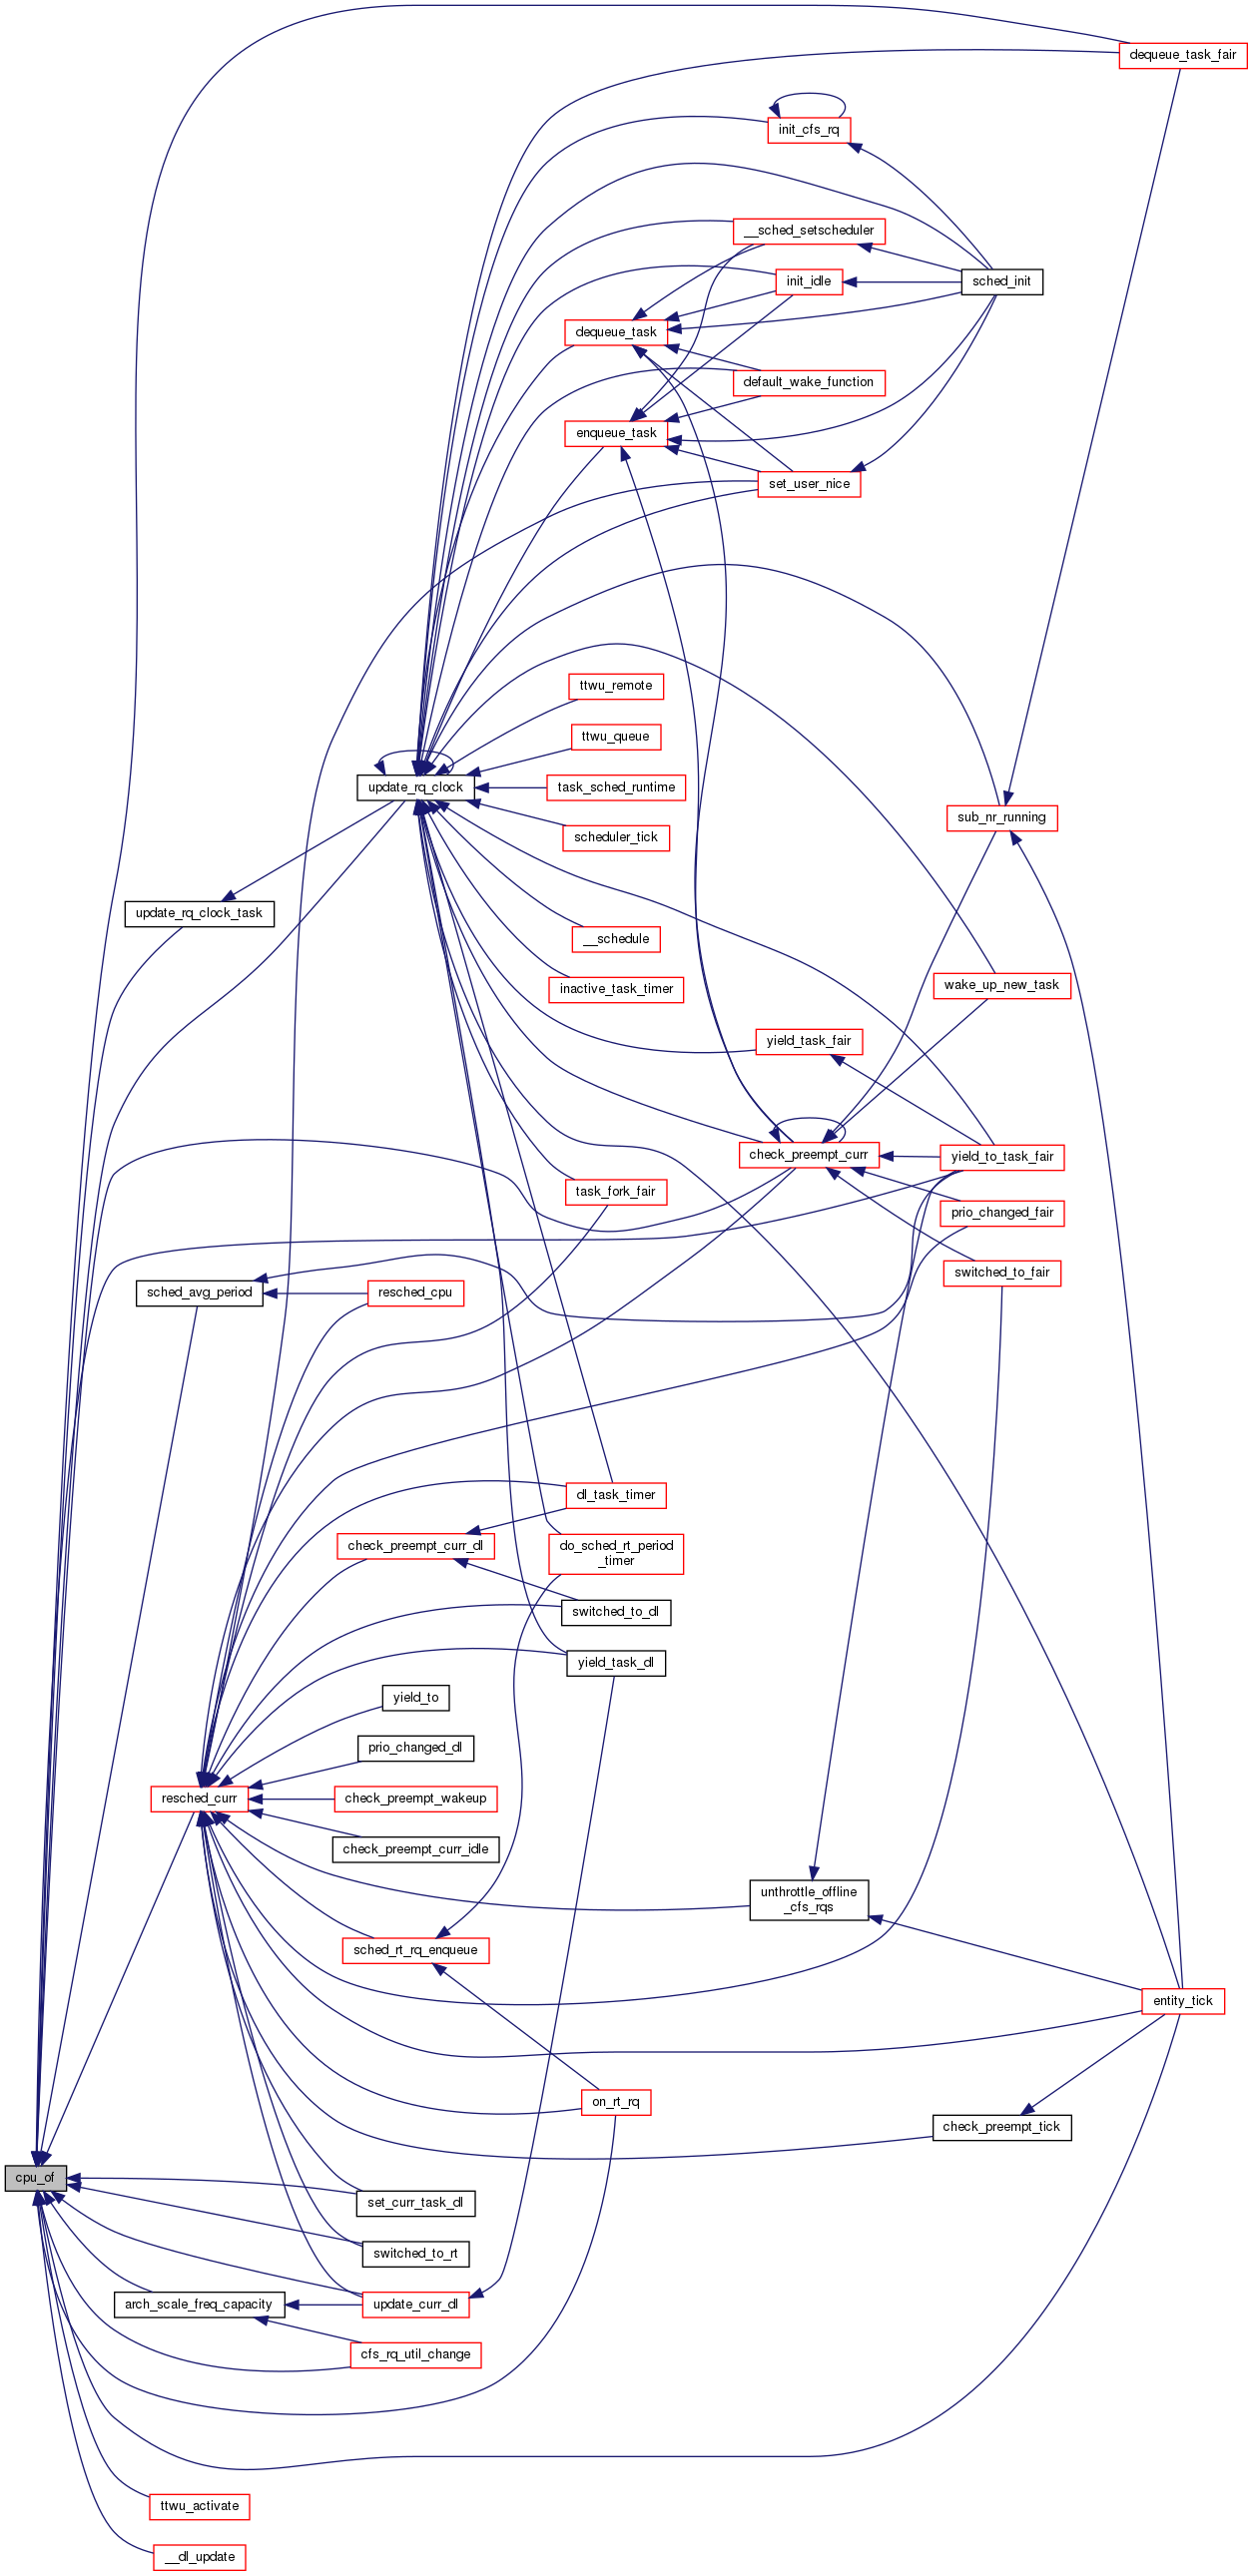 dequeue_task_fair
init_cfs_rq
__sched_setscheduler
init_idle
sched_init
dequeue_task
default_wake_function
enqueue_task
set_user_nice
ttwu_remote
ttwu_queue
update_rq_clock
task_sched_runtime
sub_nr_running
scheduler_tick
update_rq_clock_task
__schedule
inactive_task_timer
wake_up_new_task
yield_task_fair
check_preempt_curr
yield_to_task_fair
task_fork_fair
prio_changed_fair
switched_to_fair
sched_avg_period
resched_cpu
dl_task_timer
check_preempt_curr_dl
do_sched_rt_period
_timer
switched_to_dl
yield_task_dl
yield_to
prio_changed_dl
resched_curr
check_preempt_wakeup
check_preempt_curr_idle
unthrottle_offline
_cfs_rqs
sched_rt_rq_enqueue
entity_tick
on_rt_rq
check_preempt_tick
cpu_of
set_curr_task_dl
switched_to_rt
arch_scale_freq_capacity
update_curr_dl
cfs_rq_util_change
ttwu_activate
__dl_update